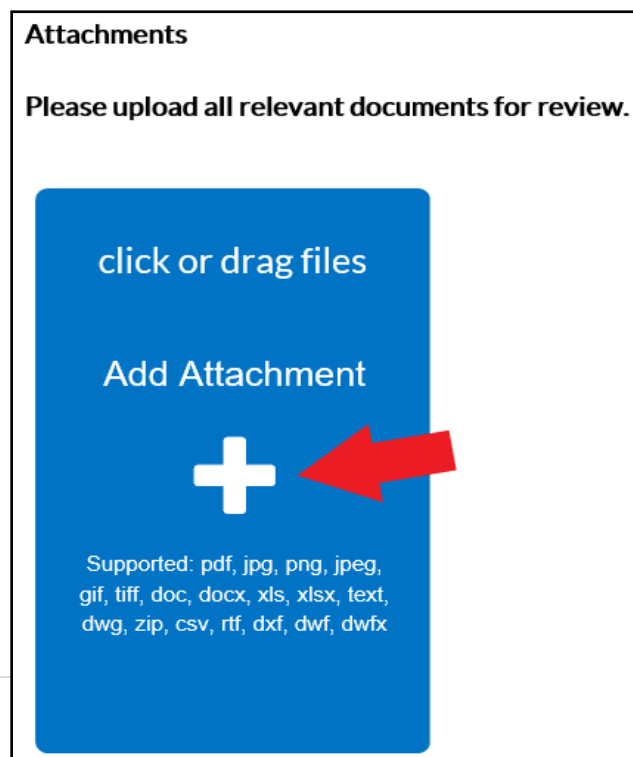 Attachments
Please upload all relevant documents for review.
click or drag files
Add Attachment
Supported: pdf, jpg, png, jpeg,
gif, tiff, doc, docx, xls, xlsx, text,
dwg, zip, csv, rtf, dxf, dwf, dwfx